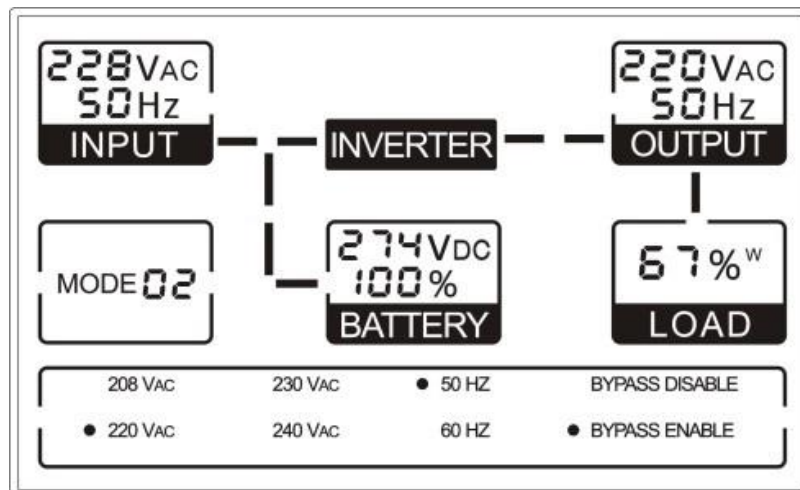 228VAC
50Hz
INPUT
INVERTER
220VAC
50Hz
OUTPUT
MODE 02
274VDC
100%
BATTERY
67%W
LOAD
208 VAC 230 VAC ● 50 HZ BYPASS DISABLE
● 220 VAC 240 VAC 60 HZ ● BYPASS ENABLE